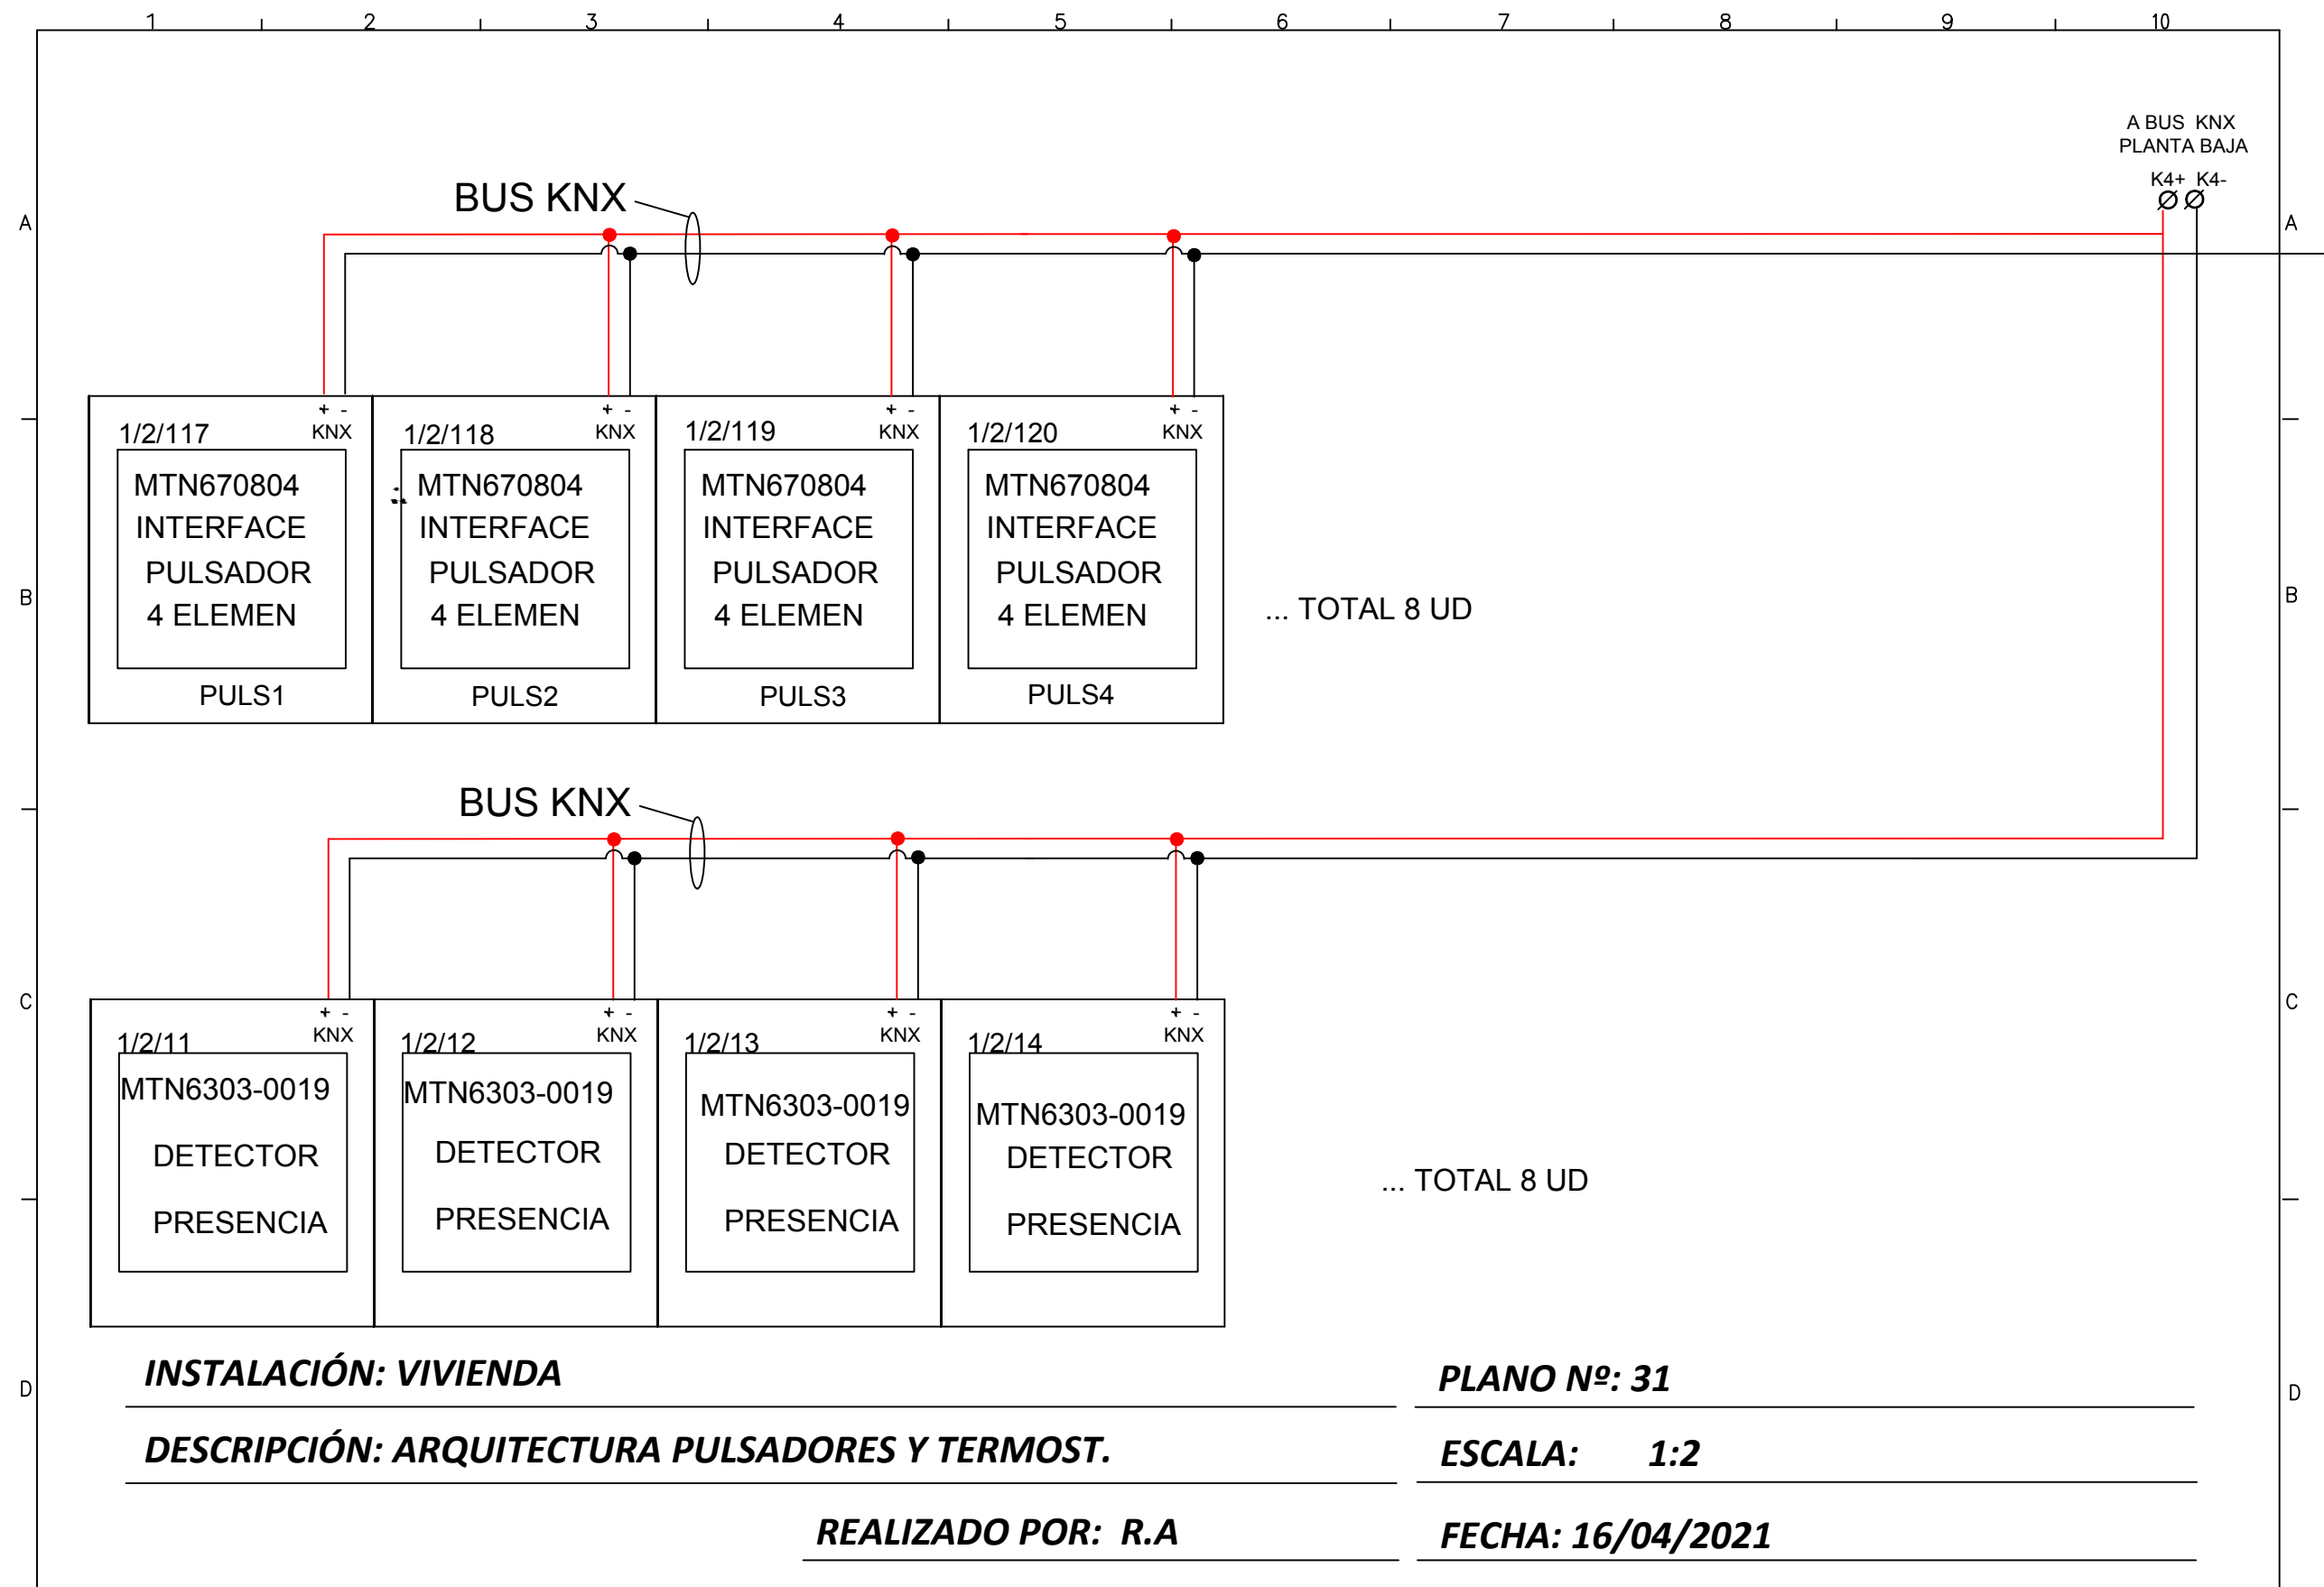 1 2 3 4 5 6 7 8 9 10
A BUS KNX
PLANTA BAJA
K4+ K4-
BUS KNX
A A
+ - + - + - + -
1/2/117 KNX 1/2/118 KNX 1/2/119 KNX 1/2/120 KNX
MTN670804 MTN670804 MTN670804 MTN670804
INTERFACE INTERFACE INTERFACE INTERFACE
PULSADOR PULSADOR PULSADOR PULSADOR
B ... TOTAL 8 UD B
4 ELEMEN 4 ELEMEN 4 ELEMEN 4 ELEMEN
PULS1 PULS2 PULS3 PULS4
BUS KNX
C C
+ - + - + - + -
1/2/11 KNX 1/2/12 KNX 1/2/13 KNX 1/2/14 KNX
MTN6303-0019 MTN6303-0019 MTN6303-0019 MTN6303-0019
DETECTOR DETECTOR DETECTOR DETECTOR
... TOTAL 8 UD
PRESENCIA PRESENCIA PRESENCIA PRESENCIA
INSTALACIÓN: VIVIENDA PLANO Nº: 31
D D
DESCRIPCIÓN: ARQUITECTURA PULSADORES Y TERMOST. ESCALA: 1:2
REALIZADO POR: R.A FECHA: 16/04/2021